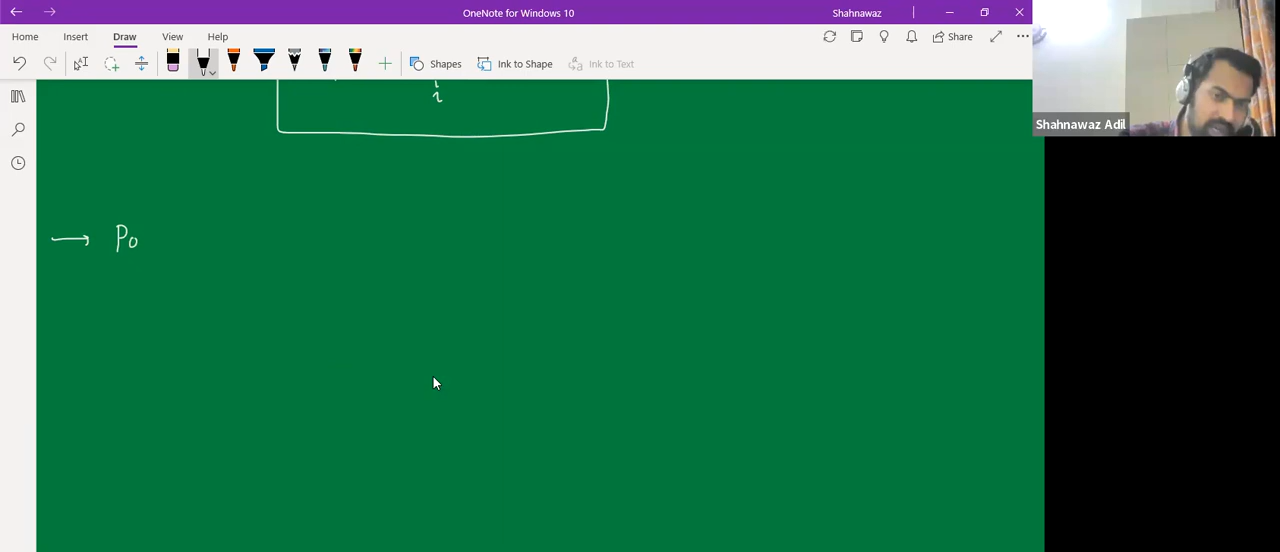 OneNote for Windows 10
Shahnawaz
Home Insert Draw View Help
Share
Shapes Ink to Shape Ink to Text
Shahnawaz Adil
i
→ Po